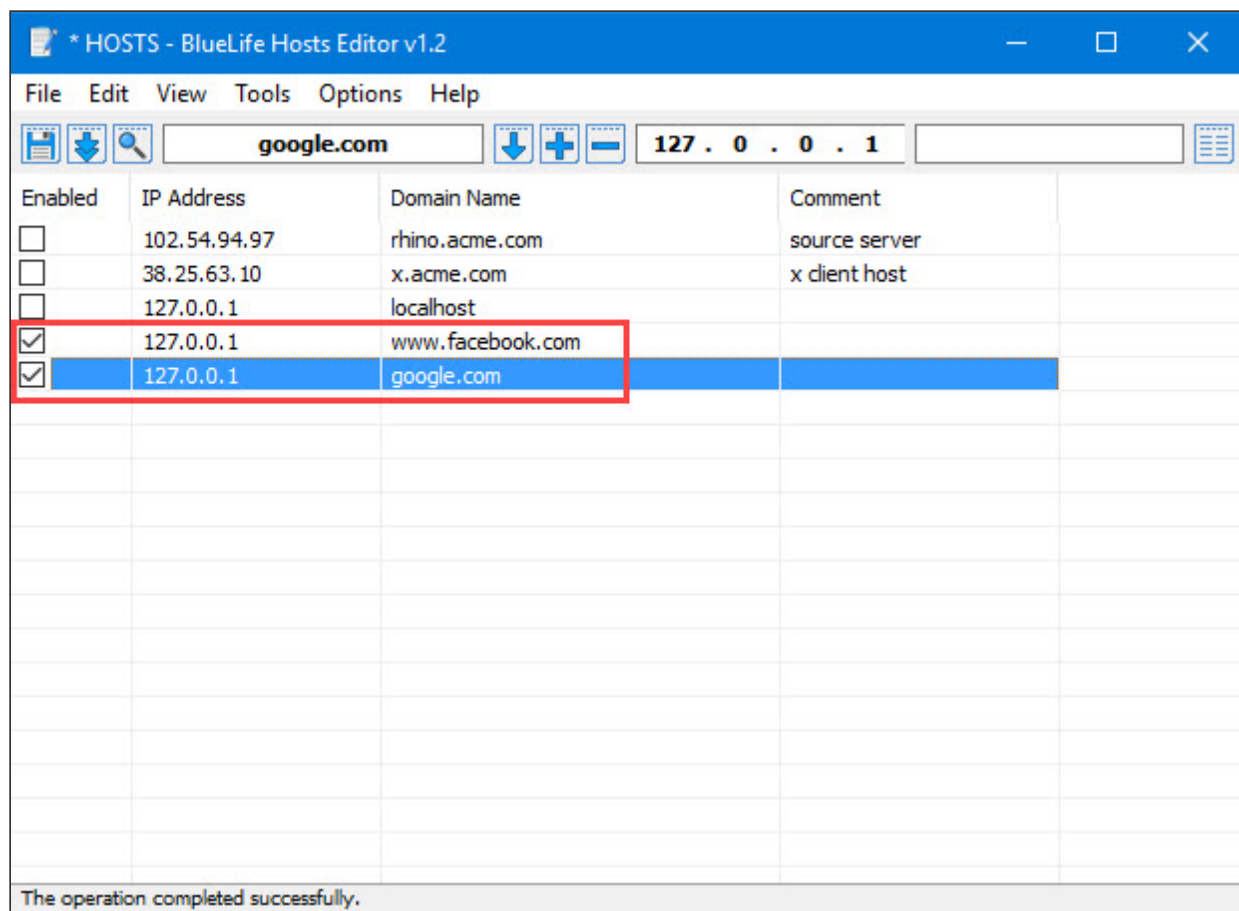 * HOSTS - BlueLife Hosts Editor v1.2
File Edit View Tools Options Help
google.com 127 . 0 . 0 . 1
Enabled IP Address Domain Name Comment
102.54.94.97 rhino.acme.com source server
38.25.63.10 x.acme.com x client host
127.0.0.1 localhost
127.0.0.1 www.facebook.com
127.0.0.1 google.com
The operation completed successfully.